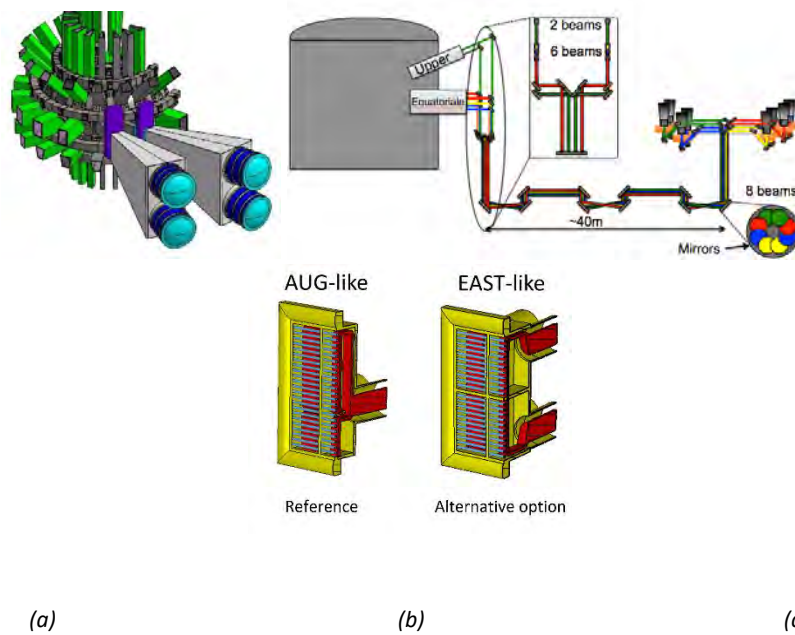 2 beams
6 beams
Upper
Equatoriale
8 beams
~40m
Mirrors
AUG-like EAST-like
Reference Alternative option
(a) (b)